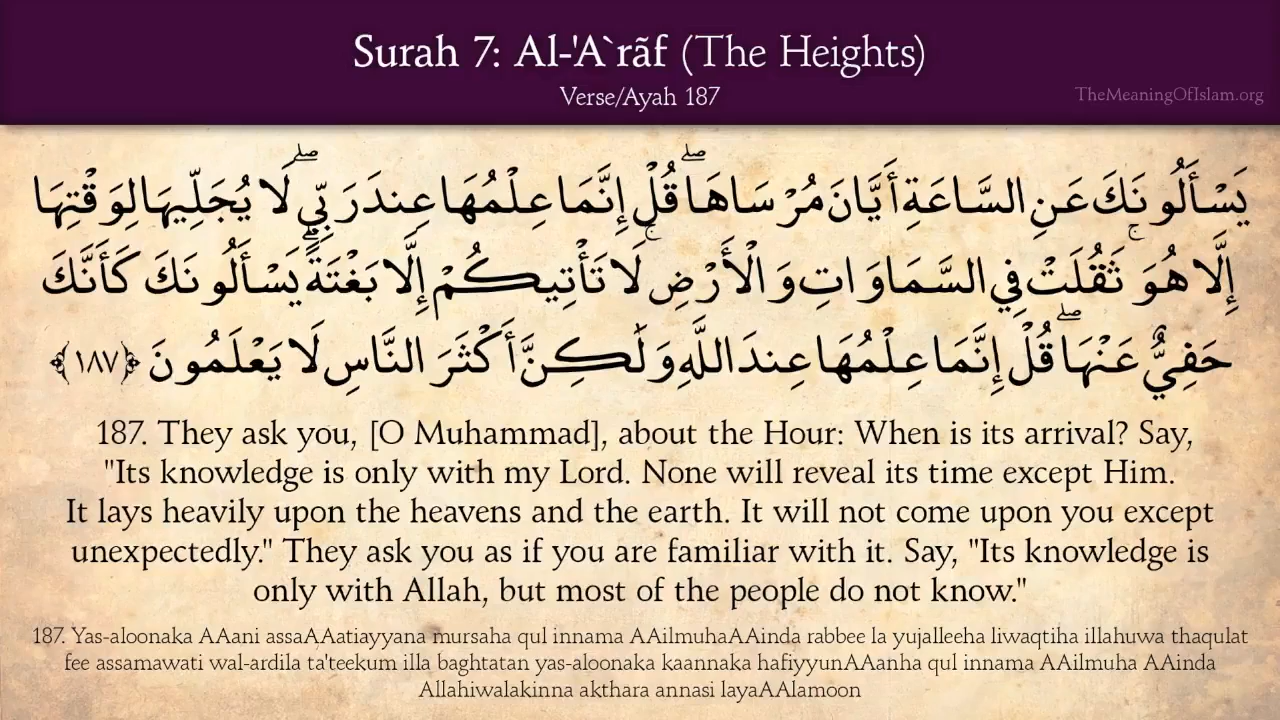 Surah 7: Al-'A`rãf (The Heights)
Verse/Ayah 187
TheMeaningOfIslam.org
يَسْأَلُونَكَ عَنِ السَّاعَةِ أَيَّانَ مُرْسَاهَا ۖ قُلْ إِنَّمَا عِلْمُهَا عِندَ رَبِّي ۖ لَا يُجَلِّيهَا لِوَقْتِهَا
إِلَّا هُوَ ۚ ثَقُلَتْ فِي السَّمَاوَاتِ وَالْأَرْضِ ۚ لَا تَأْتِيكُمْ إِلَّا بَغْتَةً ۗ يَسْأَلُونَكَ كَأَنَّكَ
حَفِيٌّ عَنْهَا ۖ قُلْ إِنَّمَا عِلْمُهَا عِندَ اللَّهِ وَلَٰكِنَّ أَكْثَرَ النَّاسِ لَا يَعْلَمُونَ ﴿١٨٧﴾
187. They ask you, [O Muhammad], about the Hour: When is its arrival? Say,
"Its knowledge is only with my Lord. None will reveal its time except Him.
It lays heavily upon the heavens and the earth. It will not come upon you except
unexpectedly." They ask you as if you are familiar with it. Say, "Its knowledge is
only with Allah, but most of the people do not know."
187. Yas-aloonaka AAani assaAAatiayyana mursaha qul innama AAilmuhaAAinda rabbee la yujalleeha liwaqtiha illahuwa thaqulat
fee assamawati wal-ardila ta'teekum illa baghtatan yas-aloonaka kaannaka hafiyyunAAanha qul innama AAilmuha AAinda
Allahiwalakinna akthara annasi layaAAlamoon